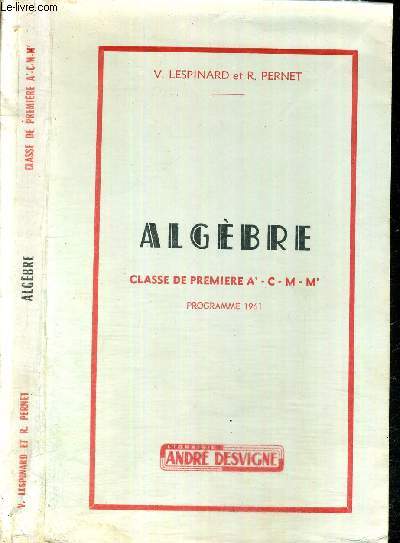 Le-livre.com
V. LESPINARD et R. PERNET
ALGÈBRE
CLASSE DE PREMIERE A' - C - M - M'
PROGRAMME 1961
LIBRAIRIE
ANDRÉ DESVIGNE
CLASSE DE PREMIÈRE A'-C-M-M'
ALGÈBRE
V. LESPINARD ET R. PERNET